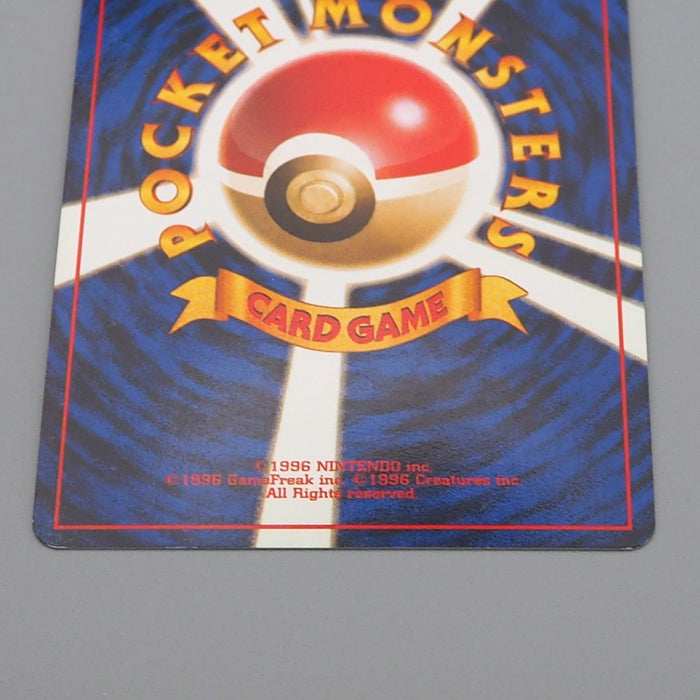 POCKET MONSTERS
CARD GAME
©1996 NINTENDO inc.
©1996 GameFreak inc. ©1996 Creatures inc.
All Rights reserved.